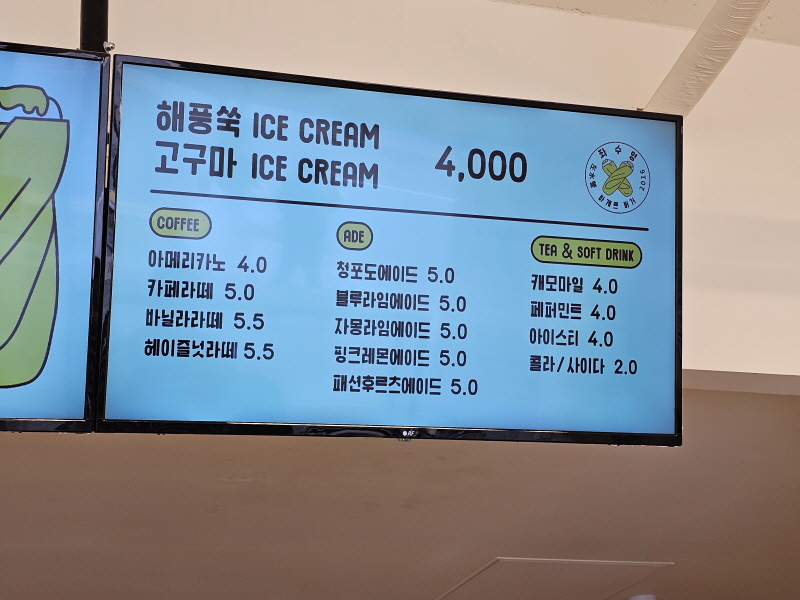 해풍쑥 ICE CREAM
고구마 ICE CREAM
4,000
COFFEE
아메리카노 4.0
카페라떼 5.0
바닐라라떼 5.5
헤이즐넛라떼 5.5
ADE
청포도에이드 5.0
블루라임에이드 5.0
자몽라임에이드 5.0
핑크레몬에이드 5.0
패션후르츠에이드 5.0
TEA & SOFT DRINK
캐모마일 4.0
페퍼민트 4.0
아이스티 4.0
콜라/사이다 2.0
2019